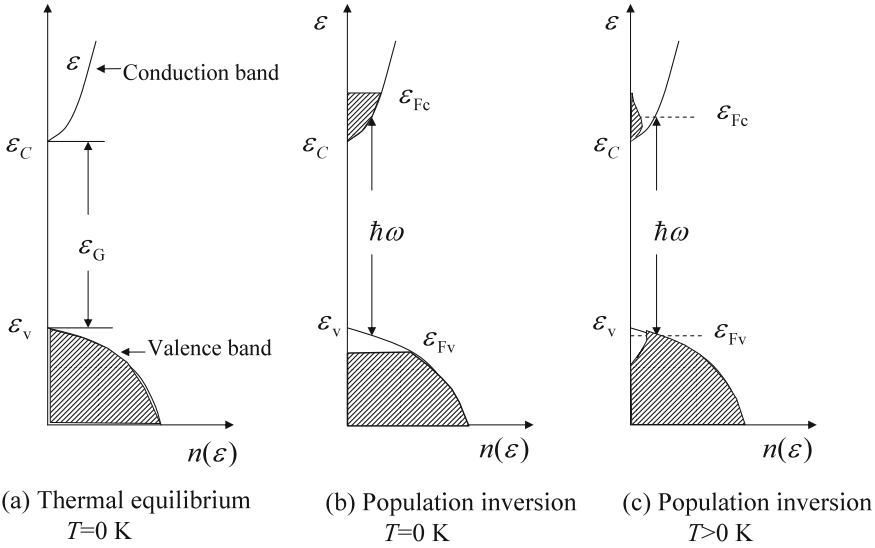 ε
Conduction band
ε_C
ε_G
ε_v
Valence band
n(ε)
(a) Thermal equilibrium
T=0 K
ε
ε_Fc
ε_C
ħω
ε_v
ε_Fv
n(ε)
(b) Population inversion
T=0 K
ε
ε_Fc
ε_C
ħω
ε_v
ε_Fv
n(ε)
(c) Population inversion
T>0 K